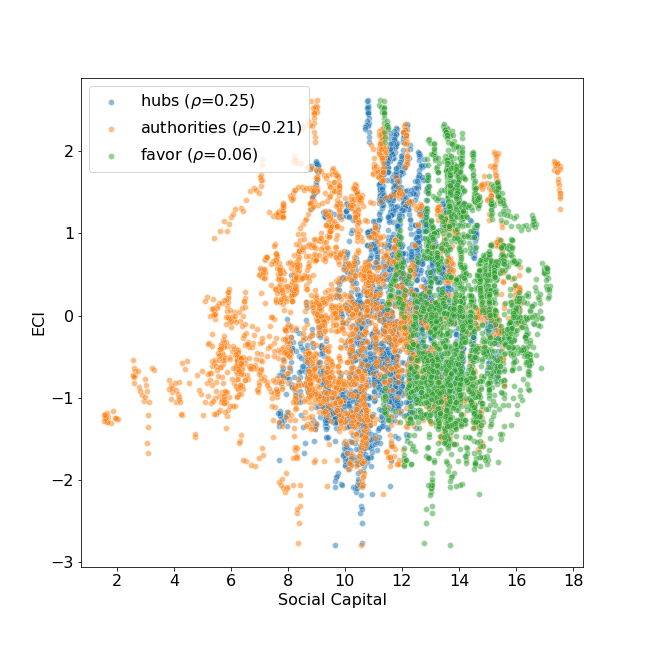 hubs (ρ=0.25)
authorities (ρ=0.21)
favor (ρ=0.06)
ECI
2
1
0
−1
−2
−3
2 4 6 8 10 12 14 16 18
Social Capital